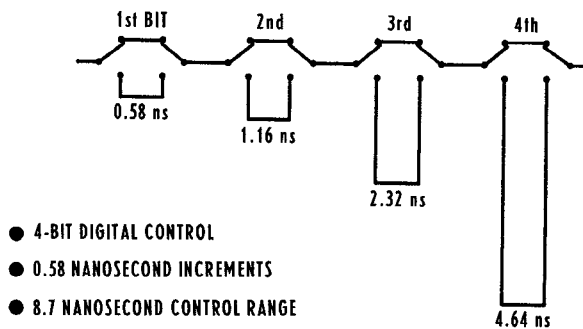 1st BIT 2nd 3rd 4th
0.58 ns
1.16 ns
2.32 ns
4.64 ns
● 4-BIT DIGITAL CONTROL
● 0.58 NANOSECOND INCREMENTS
● 8.7 NANOSECOND CONTROL RANGE